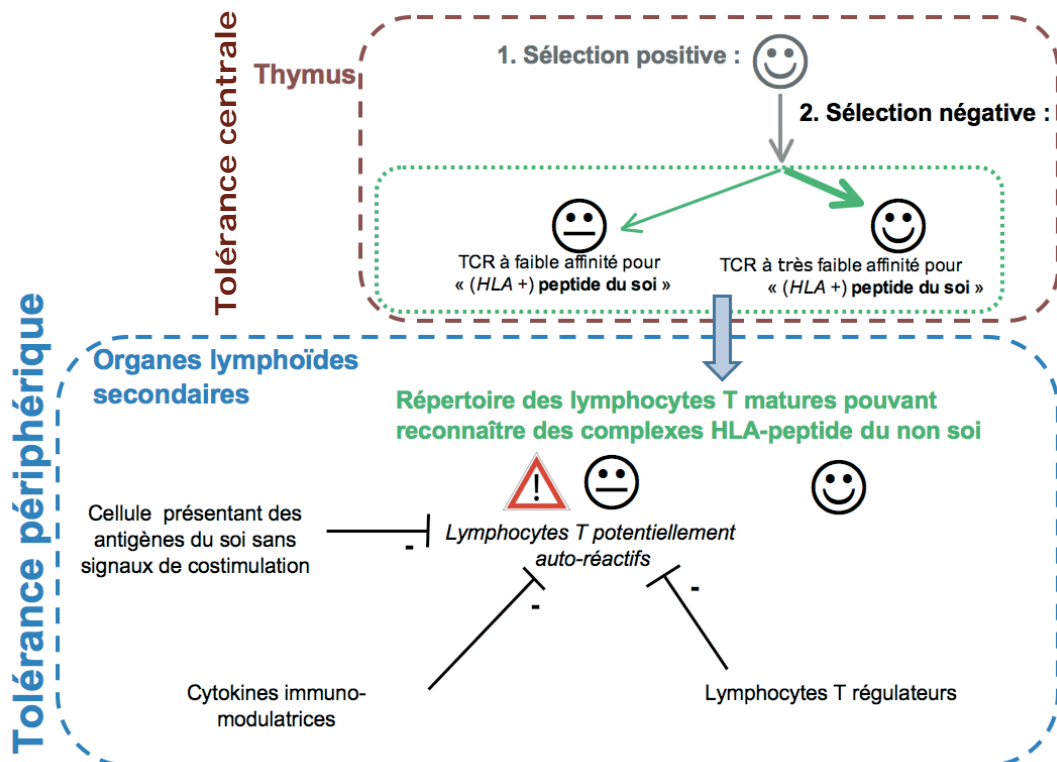 Tolérance centrale
Thymus
1. Sélection positive :
2. Sélection négative :
TCR à faible affinité pour
« (HLA +) peptide du soi »
TCR à très faible affinité pour
« (HLA +) peptide du soi »
Tolérance périphérique
Organes lymphoïdes
secondaires
Répertoire des lymphocytes T matures pouvant
reconnaître des complexes HLA-peptide du non soi
!
Cellule présentant des
antigènes du soi sans
signaux de costimulation
-
Lymphocytes T potentiellement
auto-réactifs
-
-
Cytokines immuno-
modulatrices
Lymphocytes T régulateurs